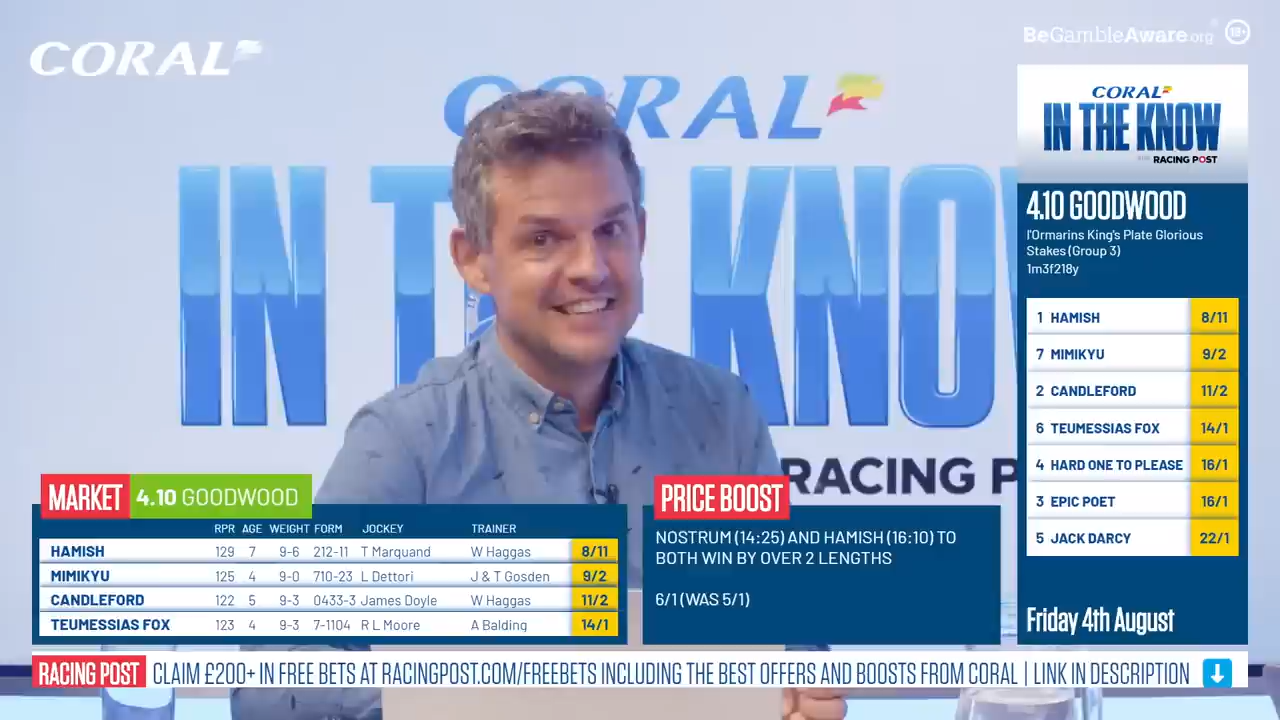 CORAL
BeGambleAware.org 18+
CORAL
IN THE KNOW
RACING P
CORAL
IN THE KNOW
RACING POST
4.10 GOODWOOD
l'Ormarins King's Plate Glorious
Stakes (Group 3)
1m3f218y
1 HAMISH 8/11
7 MIMIKYU 9/2
2 CANDLEFORD 11/2
6 TEUMESSIAS FOX 14/1
4 HARD ONE TO PLEASE 16/1
3 EPIC POET 16/1
5 JACK DARCY 22/1
Friday 4th August
MARKET 4.10 GOODWOOD
RPR AGE WEIGHT FORM JOCKEY TRAINER
HAMISH 129 7 9-6 212-11 T Marquand W Haggas 8/11
MIMIKYU 125 4 9-0 710-23 L Dettori J & T Gosden 9/2
CANDLEFORD 122 5 9-3 0433-3 James Doyle W Haggas 11/2
TEUMESSIAS FOX 123 4 9-3 7-1104 R L Moore A Balding 14/1
PRICE BOOST
NOSTRUM (14:25) AND HAMISH (16:10) TO
BOTH WIN BY OVER 2 LENGTHS
6/1 (WAS 5/1)
RACING POST CLAIM £200+ IN FREE BETS AT RACINGPOST.COM/FREEBETS INCLUDING THE BEST OFFERS AND BOOSTS FROM CORAL | LINK IN DESCRIPTION